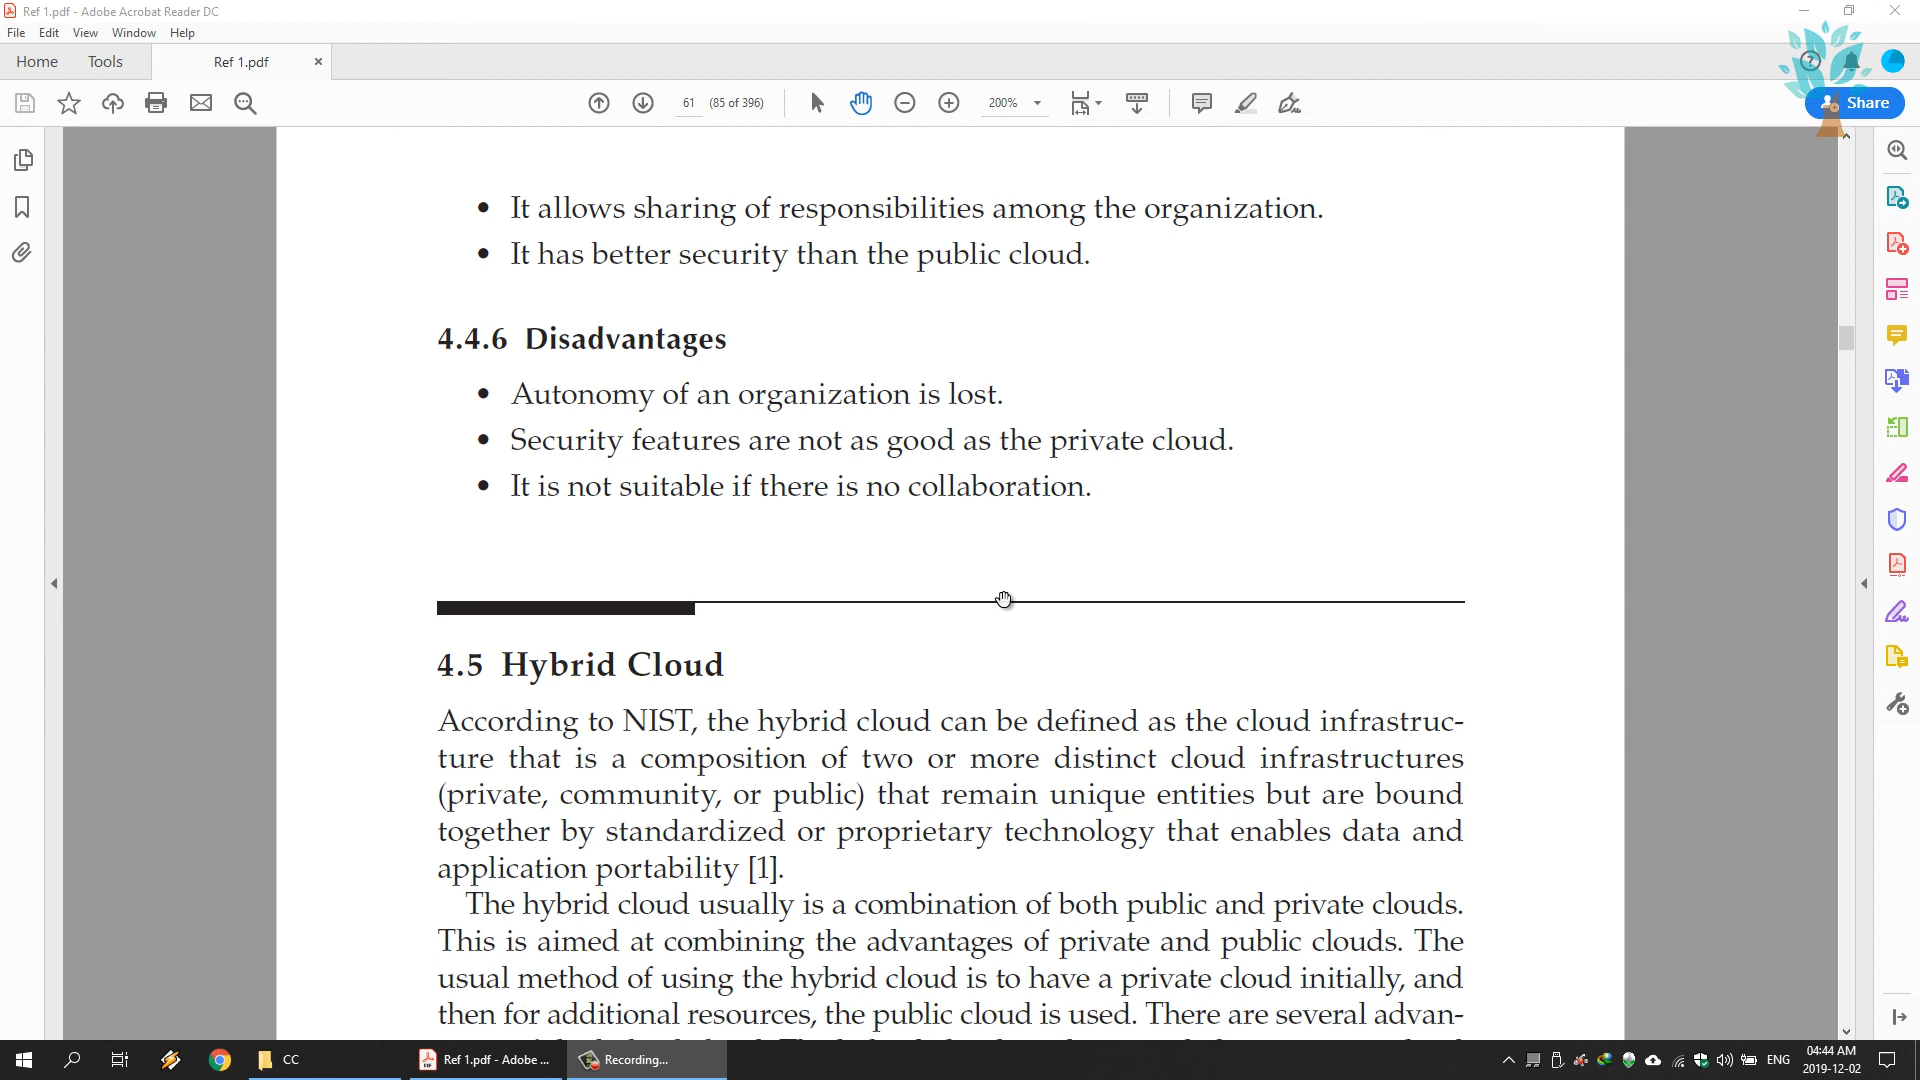 Ref 1.pdf - Adobe Acrobat Reader DC
File Edit View Window Help
Home Tools Ref 1.pdf
61 (85 of 396) 200%
Share
• It allows sharing of responsibilities among the organization.
• It has better security than the public cloud.
4.4.6 Disadvantages
• Autonomy of an organization is lost.
• Security features are not as good as the private cloud.
• It is not suitable if there is no collaboration.
4.5 Hybrid Cloud
According to NIST, the hybrid cloud can be defined as the cloud infrastruc-
ture that is a composition of two or more distinct cloud infrastructures
(private, community, or public) that remain unique entities but are bound
together by standardized or proprietary technology that enables data and
application portability [1].
The hybrid cloud usually is a combination of both public and private clouds.
This is aimed at combining the advantages of private and public clouds. The
usual method of using the hybrid cloud is to have a private cloud initially, and
then for additional resources, the public cloud is used. There are several advan-
CC Ref 1.pdf - Adobe ... Recording... ENG 04:44 AM
2019-12-02